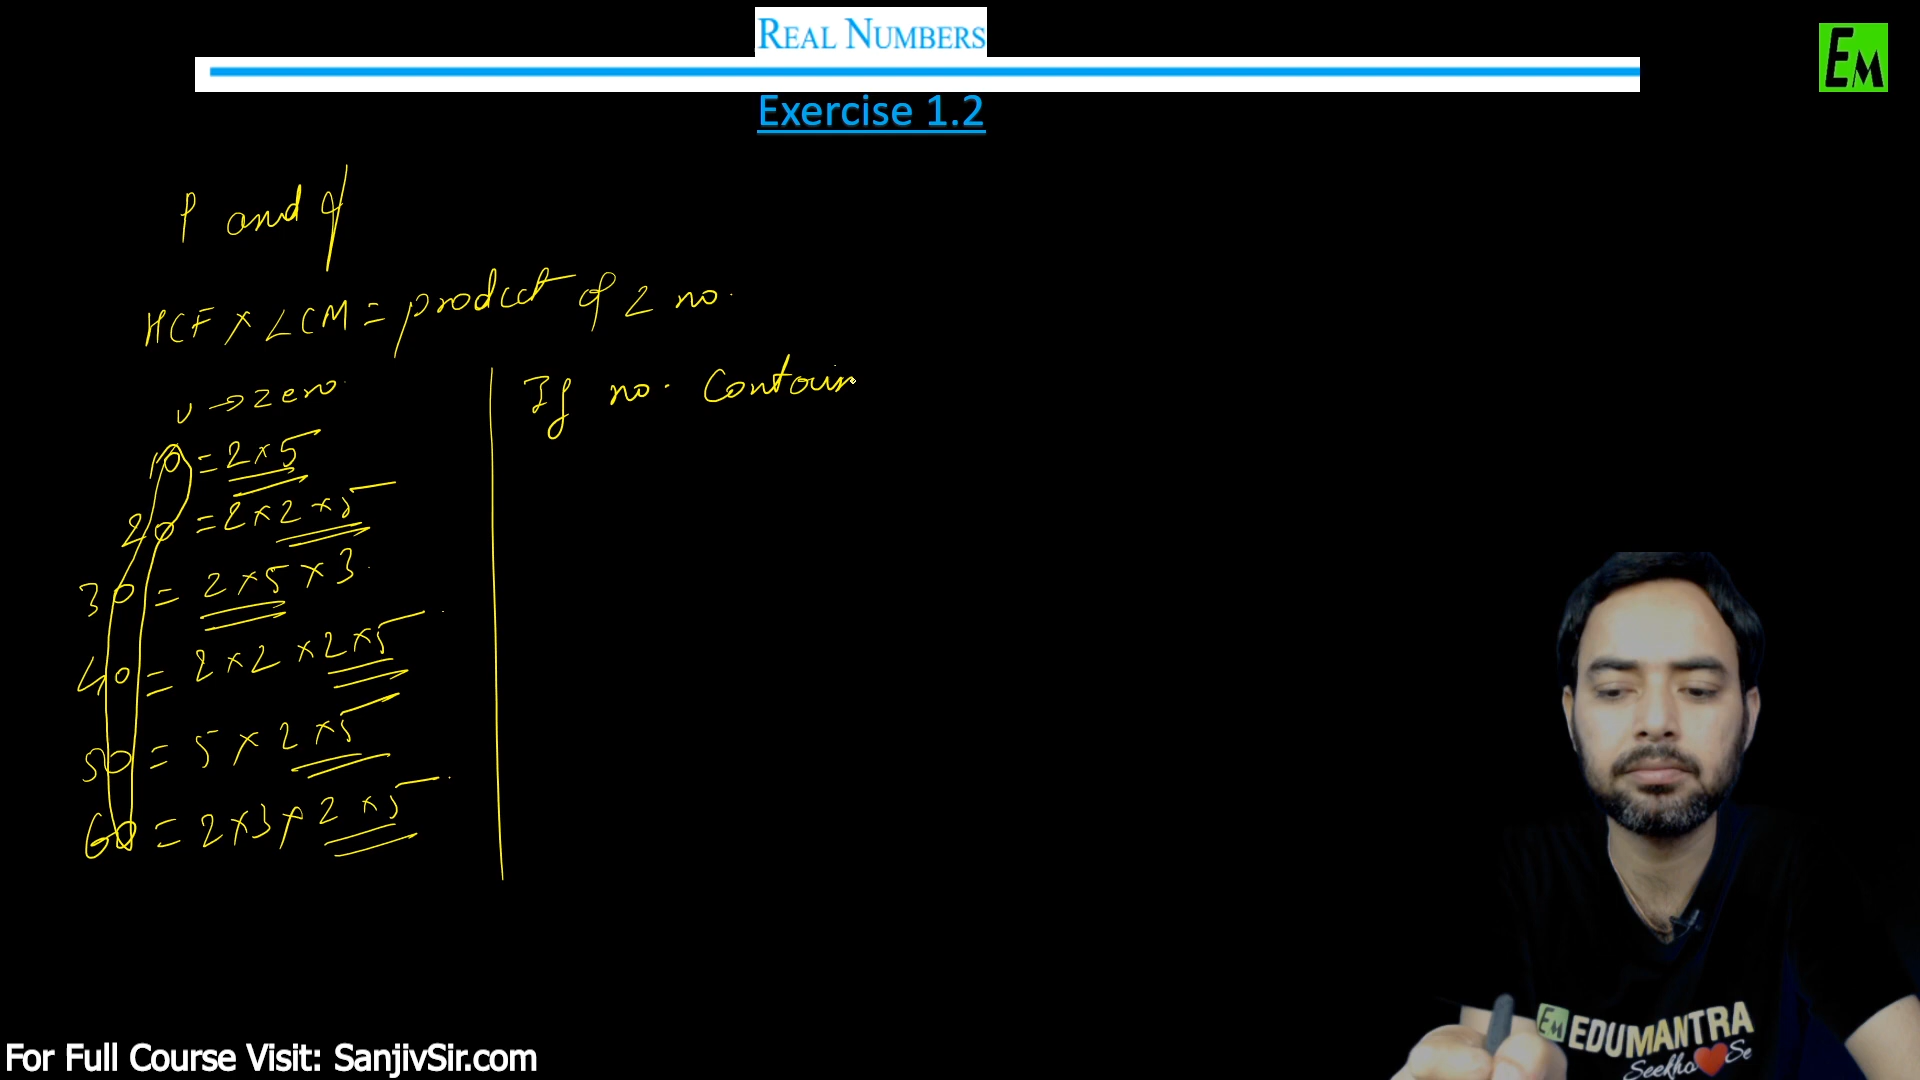 REAL NUMBERS
EM
Exercise 1.2
P and q
HCF × LCM = product of 2 no.
U → zero
10 = 2×5
20 = 2×2×5
30 = 2×5×3
40 = 2×2×2×5
50 = 5×2×5
60 = 2×3×2×5
If no. Contain
EM EDUMANTRA
Seekho Se
For Full Course Visit: SanjivSir.com